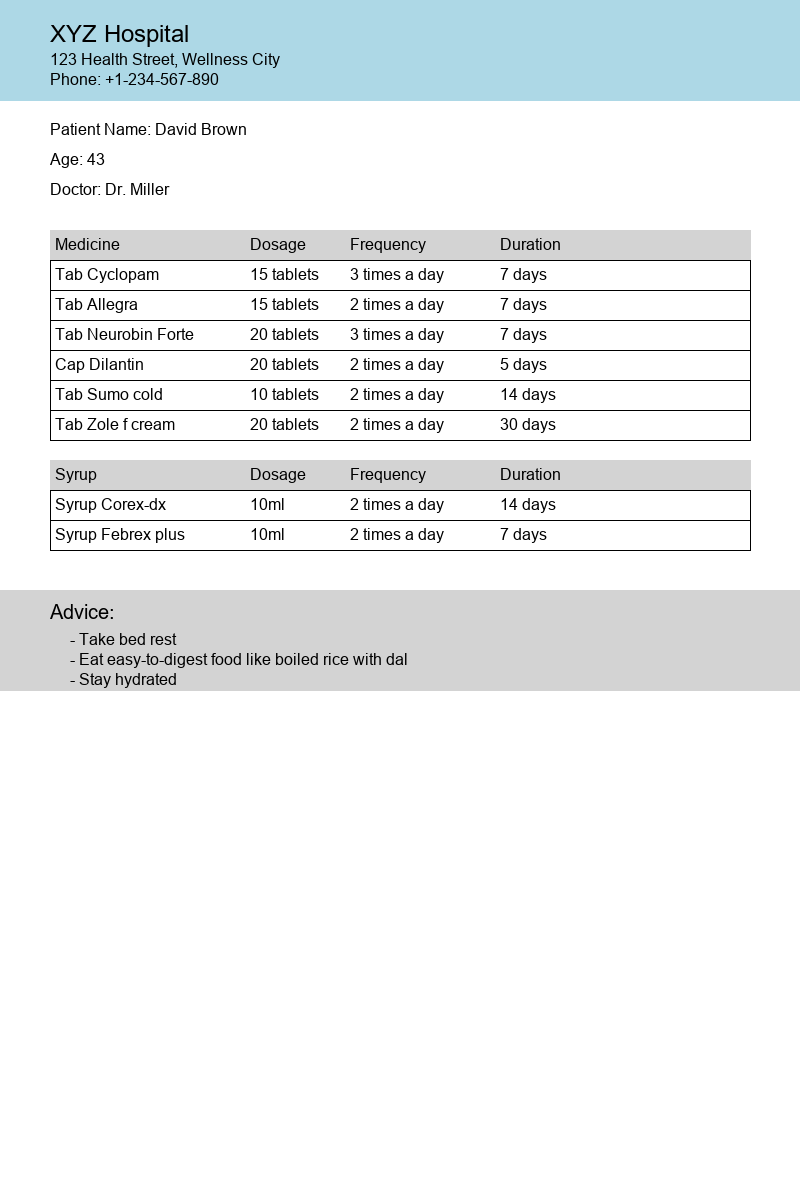 XYZ Hospital
123 Health Street, Wellness City
Phone: +1-234-567-890
Patient Name: David Brown
Age: 43
Doctor: Dr. Miller
Medicine Dosage Frequency Duration
Tab Cyclopam 15 tablets 3 times a day 7 days
Tab Allegra 15 tablets 2 times a day 7 days
Tab Neurobin Forte 20 tablets 3 times a day 7 days
Cap Dilantin 20 tablets 2 times a day 5 days
Tab Sumo cold 10 tablets 2 times a day 14 days
Tab Zole f cream 20 tablets 2 times a day 30 days
Syrup Dosage Frequency Duration
Syrup Corex-dx 10ml 2 times a day 14 days
Syrup Febrex plus 10ml 2 times a day 7 days
Advice:
- Take bed rest
- Eat easy-to-digest food like boiled rice with dal
- Stay hydrated